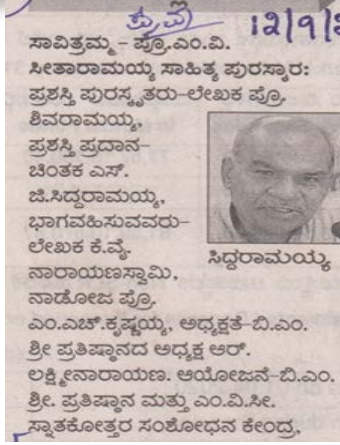 ಪ್ರ.ವಾ 12/9/
ಸಾವಿತ್ರಮ್ಮ – ಪ್ರೊ.ಎಂ.ವಿ.
ಸೀತಾರಾಮಯ್ಯ ಸಾಹಿತ್ಯ ಪುರಸ್ಕಾರ:
ಪ್ರಶಸ್ತಿ ಪುರಸ್ಕೃತರು–ಲೇಖಕ ಪ್ರೊ.
ಶಿವರಾಮಯ್ಯ,
ಪ್ರಶಸ್ತಿ ಪ್ರದಾನ–
ಚಿಂತಕ ಎಸ್.
ಜಿ.ಸಿದ್ದರಾಮಯ್ಯ,
ಭಾಗವಹಿಸುವವರು–
ಲೇಖಕ ಕೆ.ವೈ.
ನಾರಾಯಣಸ್ವಾಮಿ,
ಸಿದ್ದರಾಮಯ್ಯ
ನಾಡೋಜ ಪ್ರೊ.
ಎಂ.ಎಚ್.ಕೃಷ್ಣಯ್ಯ, ಅಧ್ಯಕ್ಷತೆ–ಬಿ.ಎಂ.
ಶ್ರೀ ಪ್ರತಿಷ್ಠಾನದ ಅಧ್ಯಕ್ಷ ಆರ್.
ಲಕ್ಷ್ಮೀನಾರಾಯಣ. ಆಯೋಜನೆ–ಬಿ.ಎಂ.
ಶ್ರೀ. ಪ್ರತಿಷ್ಠಾನ ಮತ್ತು ಎಂ.ವಿ.ಸೀ.
ಸ್ನಾತಕೋತ್ತರ ಸಂಶೋಧನ ಕೇಂದ್ರ,